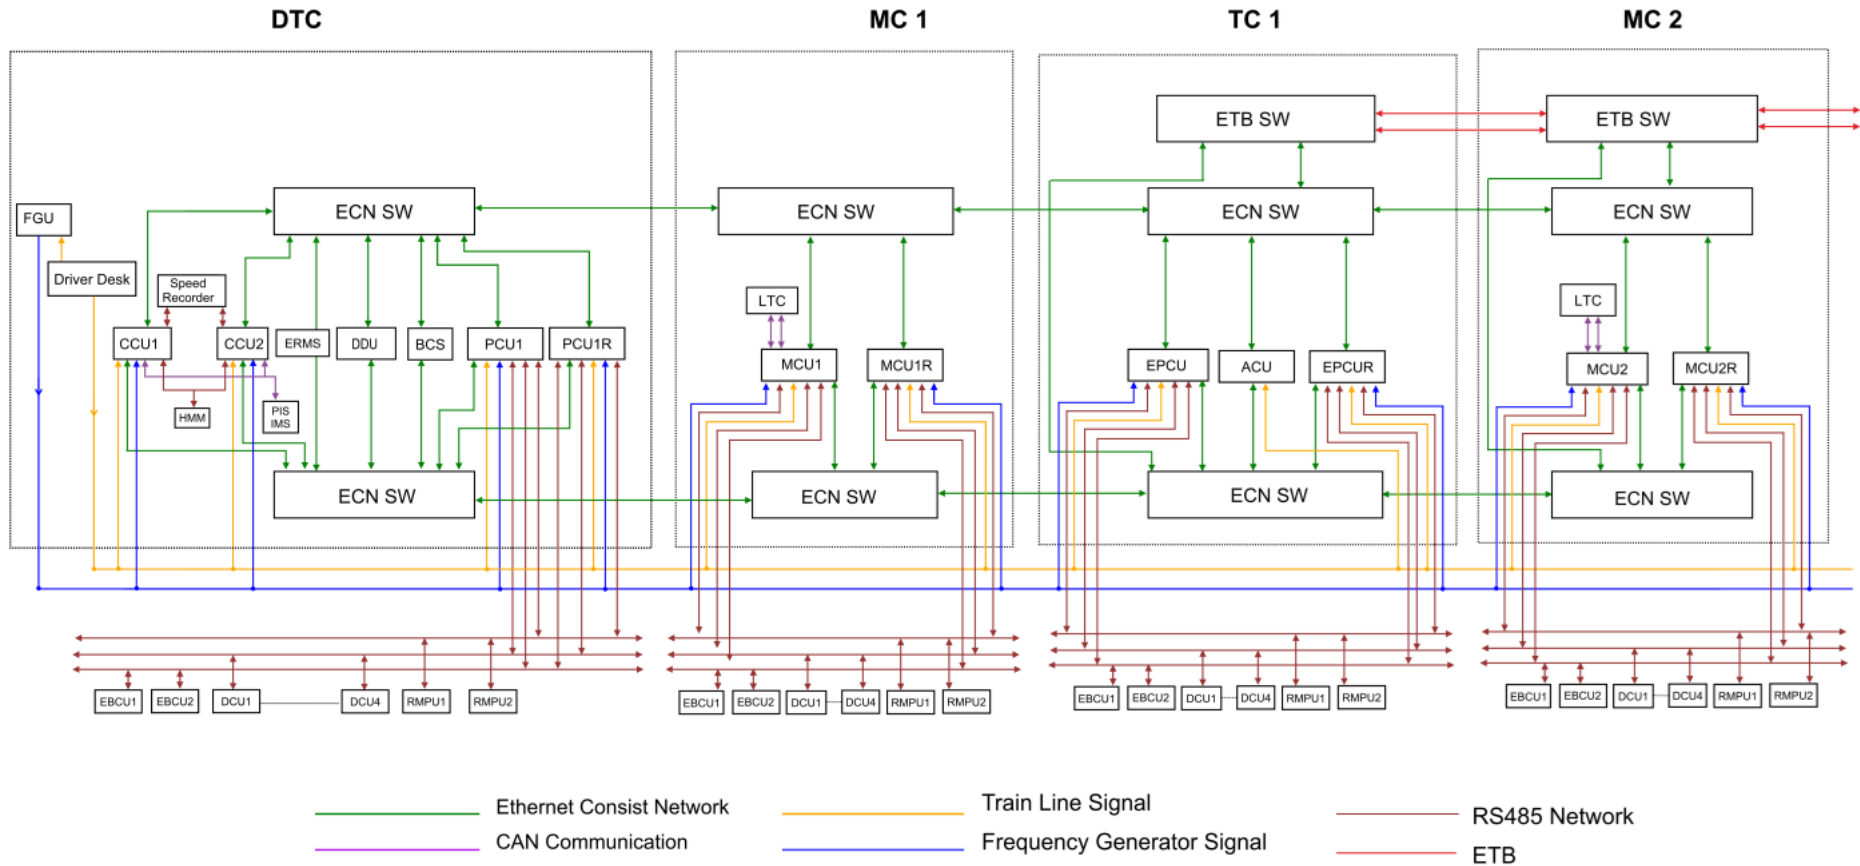 DTC
MC 1
TC 1
MC 2
ETB SW
ETB SW
ECN SW
ECN SW
ECN SW
ECN SW
FGU
Driver Desk
Speed
Recorder
LTC
LTC
CCU1
CCU2
ERMS
DDU
BCS
PCU1
PCU1R
MCU1
MCU1R
EPCU
ACU
EPCUR
MCU2
MCU2R
HMM
PIS
IMS
ECN SW
ECN SW
ECN SW
ECN SW
EBCU1
EBCU2
DCU1
DCU4
RMPU1
RMPU2
EBCU1
EBCU2
DCU1
DCU4
RMPU1
RMPU2
EBCU1
EBCU2
DCU1
DCU4
RMPU1
RMPU2
EBCU1
EBCU2
DCU1
DCU4
RMPU1
RMPU2
Ethernet Consist Network
Train Line Signal
RS485 Network
CAN Communication
Frequency Generator Signal
ETB